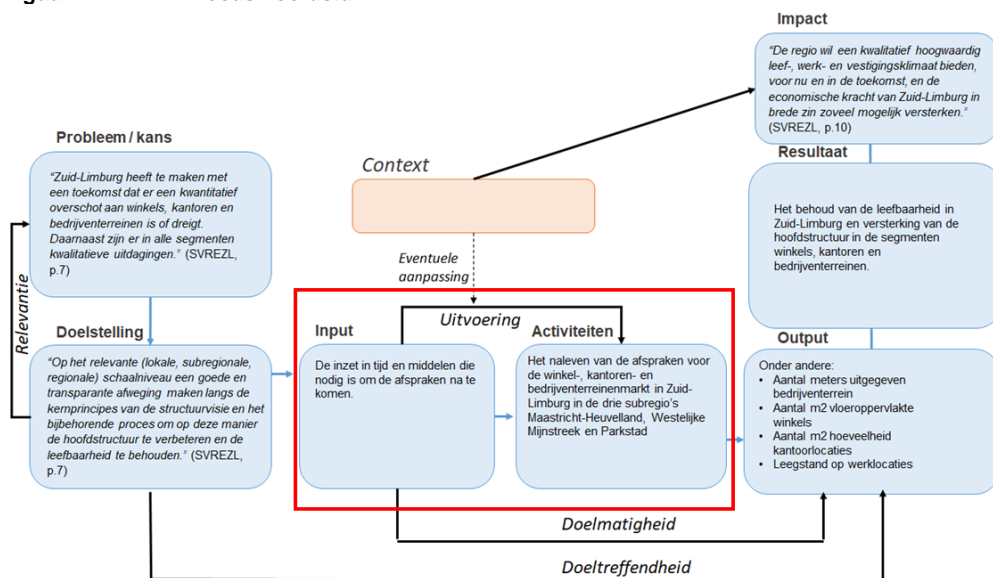 Impact
“De regio wil een kwalitatief hoogwaardig
leef-, werk- en vestigingsklimaat bieden,
voor nu en in de toekomst, en de
economische kracht van Zuid-Limburg in
brede zin zoveel mogelijk versterken.”
(SVREZL, p.10)
Probleem / kans
“Zuid-Limburg heeft te maken met
een toekomst dat er een kwantitatief
overschot aan winkels, kantoren en
bedrijventerreinen is of dreigt.
Daarnaast zijn er in alle segmenten
kwalitatieve uitdagingen.” (SVREZL,
p.7)
Context
Resultaat
Het behoud van de leefbaarheid in
Zuid-Limburg en versterking van de
hoofdstructuur in de segmenten
winkels, kantoren en
bedrijventerreinen.
Eventuele
aanpassing
Relevantie
Doelstelling
“Op het relevante (lokale, subregionale,
regionale) schaalniveau een goede en
transparante afweging maken langs de
kernprincipes van de structuurvisie en het
bijbehorende proces om op deze manier
de hoofdstructuur te verbeteren en de
leefbaarheid te behouden.” (SVREZL,
p.7)
Input
Uitvoering
Activiteiten
De inzet in tijd en middelen die
nodig is om de afspraken na te
komen.
Het naleven van de afspraken voor
de winkel-, kantoren- en
bedrijventerreinenmarkt in Zuid-
Limburg in de drie subregio’s
Maastricht-Heuvelland, Westelijke
Mijnstreek en Parkstad
Output
Onder andere:
• Aantal meters uitgegeven
bedrijventerrein
• Aantal m2 vloeroppervlakte
winkels
• Aantal m2 hoeveelheid
kantoorlocaties
• Leegstand op werklocaties
Doelmatigheid
Doeltreffendheid